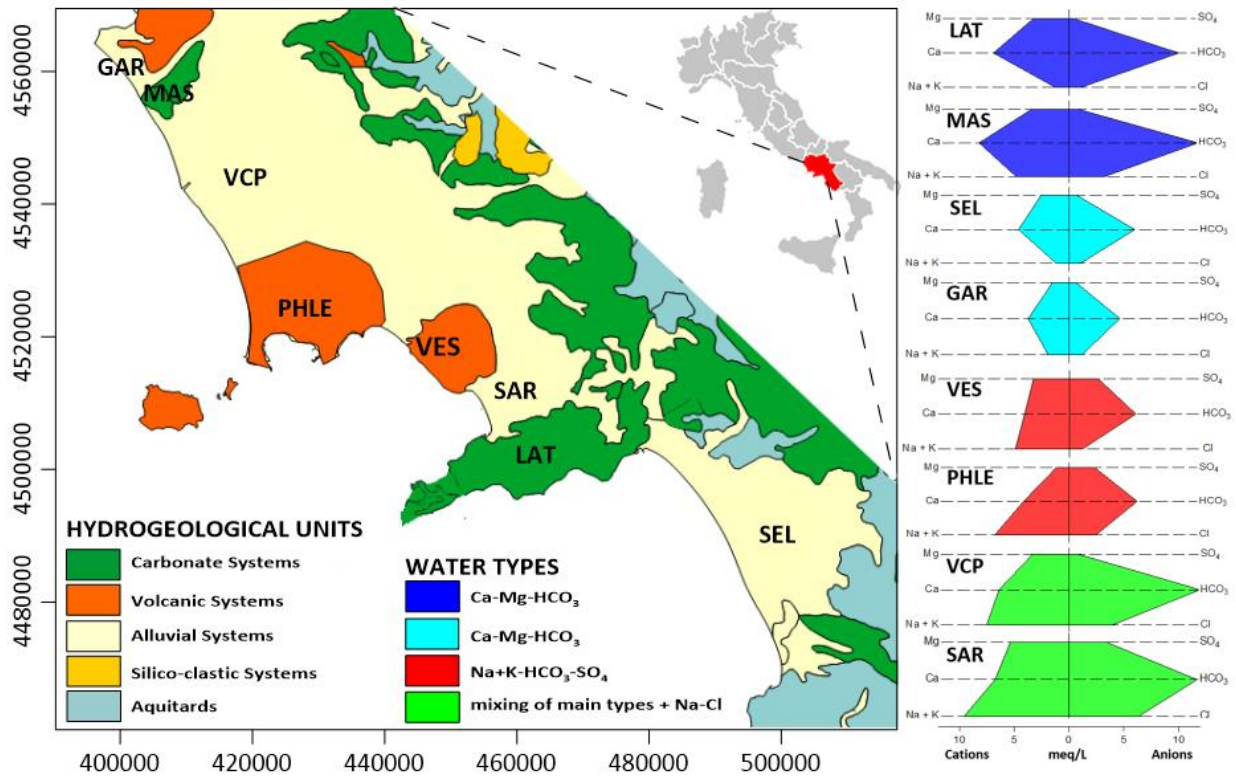 GAR
MAS
VCP
PHLE
VES
SAR
LAT
SEL
4560000
4540000
4520000
4500000
4480000
400000 420000 440000 460000 480000 500000
HYDROGEOLOGICAL UNITS
Carbonate Systems
Volcanic Systems
Alluvial Systems
Silico-clastic Systems
Aquitards
WATER TYPES
Ca-Mg-HCO₃
Ca-Mg-HCO₃
Na+K-HCO₃-SO₄
mixing of main types + Na-Cl
Mg SO₄
LAT
Ca HCO₃
Na + K Cl
Mg SO₄
MAS
Ca HCO₃
Na + K Cl
Mg SO₄
SEL
Ca HCO₃
Na + K Cl
Mg SO₄
GAR
Ca HCO₃
Na + K Cl
Mg SO₄
VES
Ca HCO₃
Na + K Cl
Mg SO₄
PHLE
Ca HCO₃
Na + K Cl
Mg SO₄
VCP
Ca HCO₃
Na + K Cl
Mg SO₄
SAR
Ca HCO₃
Na + K Cl
10 5 0 5 10
Cations meq/L Anions